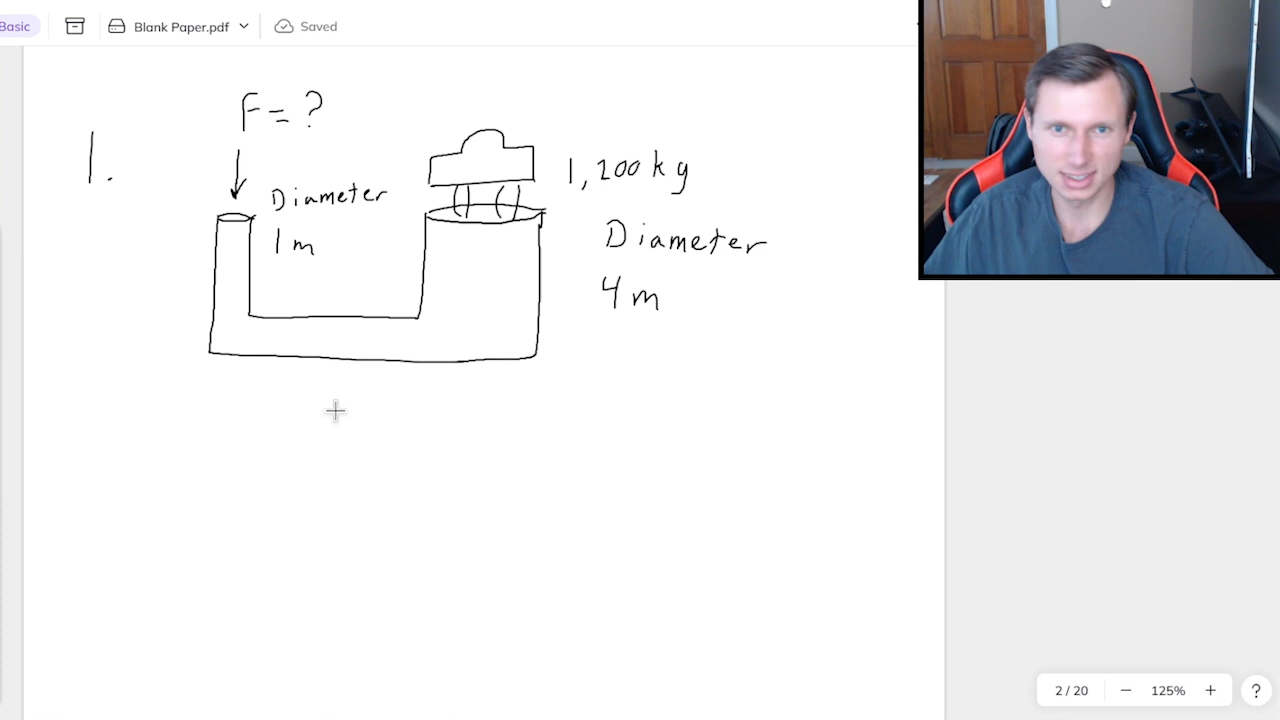 Basic
Blank Paper.pdf
Saved
F = ?
1.
Diameter
1 m
1,200 kg
Diameter
4 m
2 / 20
125%
?